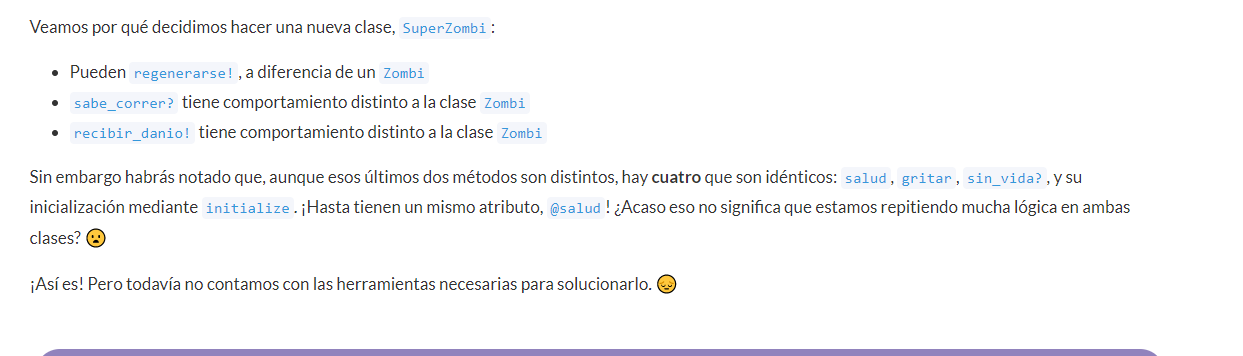 Veamos por qué decidimos hacer una nueva clase, SuperZombi :
Pueden regenerarse! , a diferencia de un Zombi
sabe_correr? tiene comportamiento distinto a la clase Zombi
recibir_danio! tiene comportamiento distinto a la clase Zombi
Sin embargo habrás notado que, aunque esos últimos dos métodos son distintos, hay cuatro que son idénticos: salud , gritar , sin_vida? , y su
inicialización mediante initialize . ¡Hasta tienen un mismo atributo, @salud ! ¿Acaso eso no significa que estamos repitiendo mucha lógica en ambas
clases? 😦
¡Así es! Pero todavía no contamos con las herramientas necesarias para solucionarlo. 😔